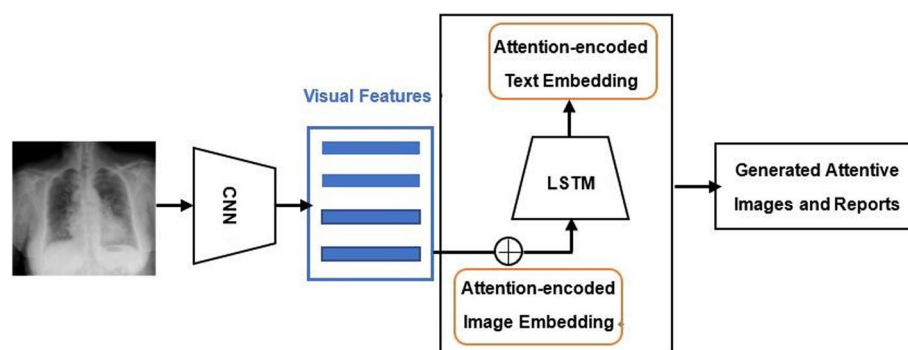 Visual Features
CNN
Attention-encoded
Text Embedding
LSTM
Attention-encoded
Image Embedding
Generated Attentive
Images and Reports